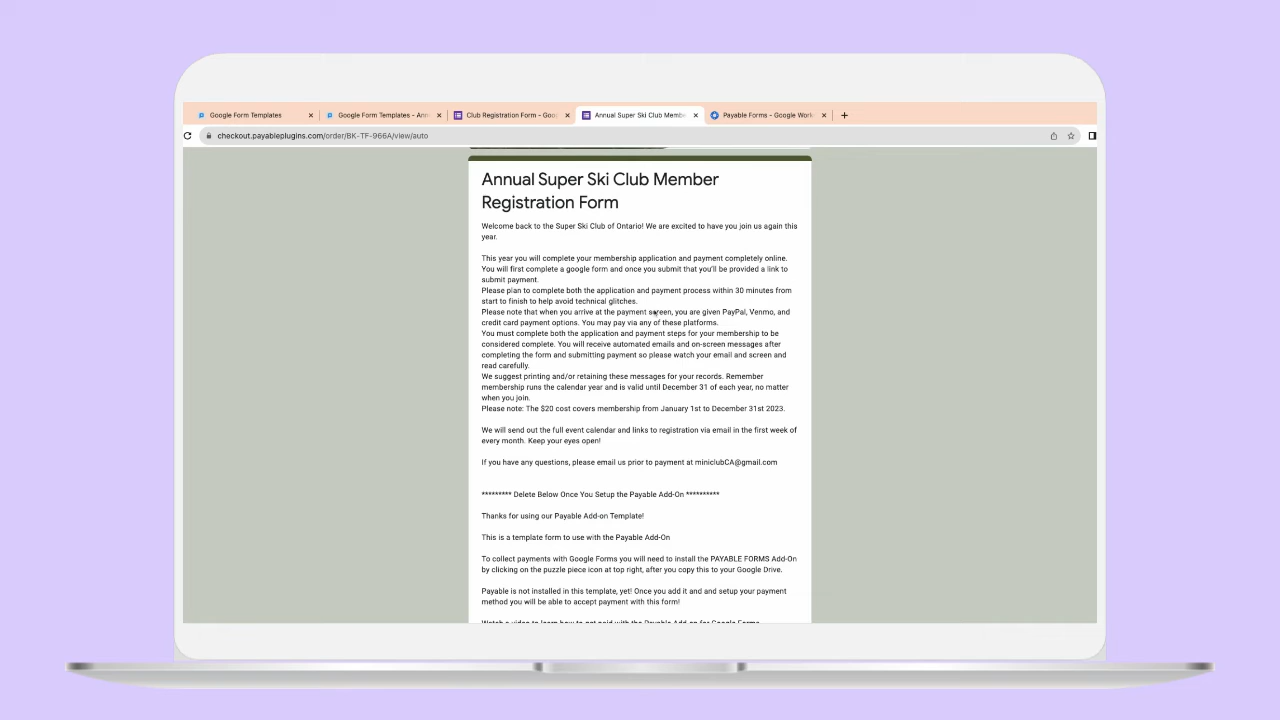 Google Form Templates
Google Form Templates - Ann
Club Registration Form - Goo
Annual Super Ski Club Membe
Payable Forms - Google Work
checkout.payableplugins.com/order/BK-TF-966A/view/auto
Annual Super Ski Club Member
Registration Form
Welcome back to the Super Ski Club of Ontario! We are excited to have you join us again this
year.
This year you will complete your membership application and payment completely online.
You will first complete a google form and once you submit that you'll be provided a link to
submit payment.
Please plan to complete both the application and payment process within 30 minutes from
start to finish to help avoid technical glitches.
Please note that when you arrive at the payment screen, you are given PayPal, Venmo, and
credit card payment options. You may pay via any of these platforms.
You must complete both the application and payment steps for your membership to be
considered complete. You will receive automated emails and on-screen messages after
completing the form and submitting payment so please watch your email and screen and
read carefully.
We suggest printing and/or retaining these messages for your records. Remember
membership runs the calendar year and is valid until December 31 of each year, no matter
when you join.
Please note: The $20 cost covers membership from January 1st to December 31st 2023.
We will send out the full event calendar and links to registration via email in the first week of
every month. Keep your eyes open!
If you have any questions, please email us prior to payment at miniclubCA@gmail.com
********* Delete Below Once You Setup the Payable Add-On **********
Thanks for using our Payable Add-on Template!
This is a template form to use with the Payable Add-On
To collect payments with Google Forms you will need to install the PAYABLE FORMS Add-On
by clicking on the puzzle piece icon at top right, after you copy this to your Google Drive.
Payable is not installed in this template, yet! Once you add it and and setup your payment
method you will be able to accept payment with this form!
Watch a video to learn how to get paid with the Payable Add-on for Google Forms